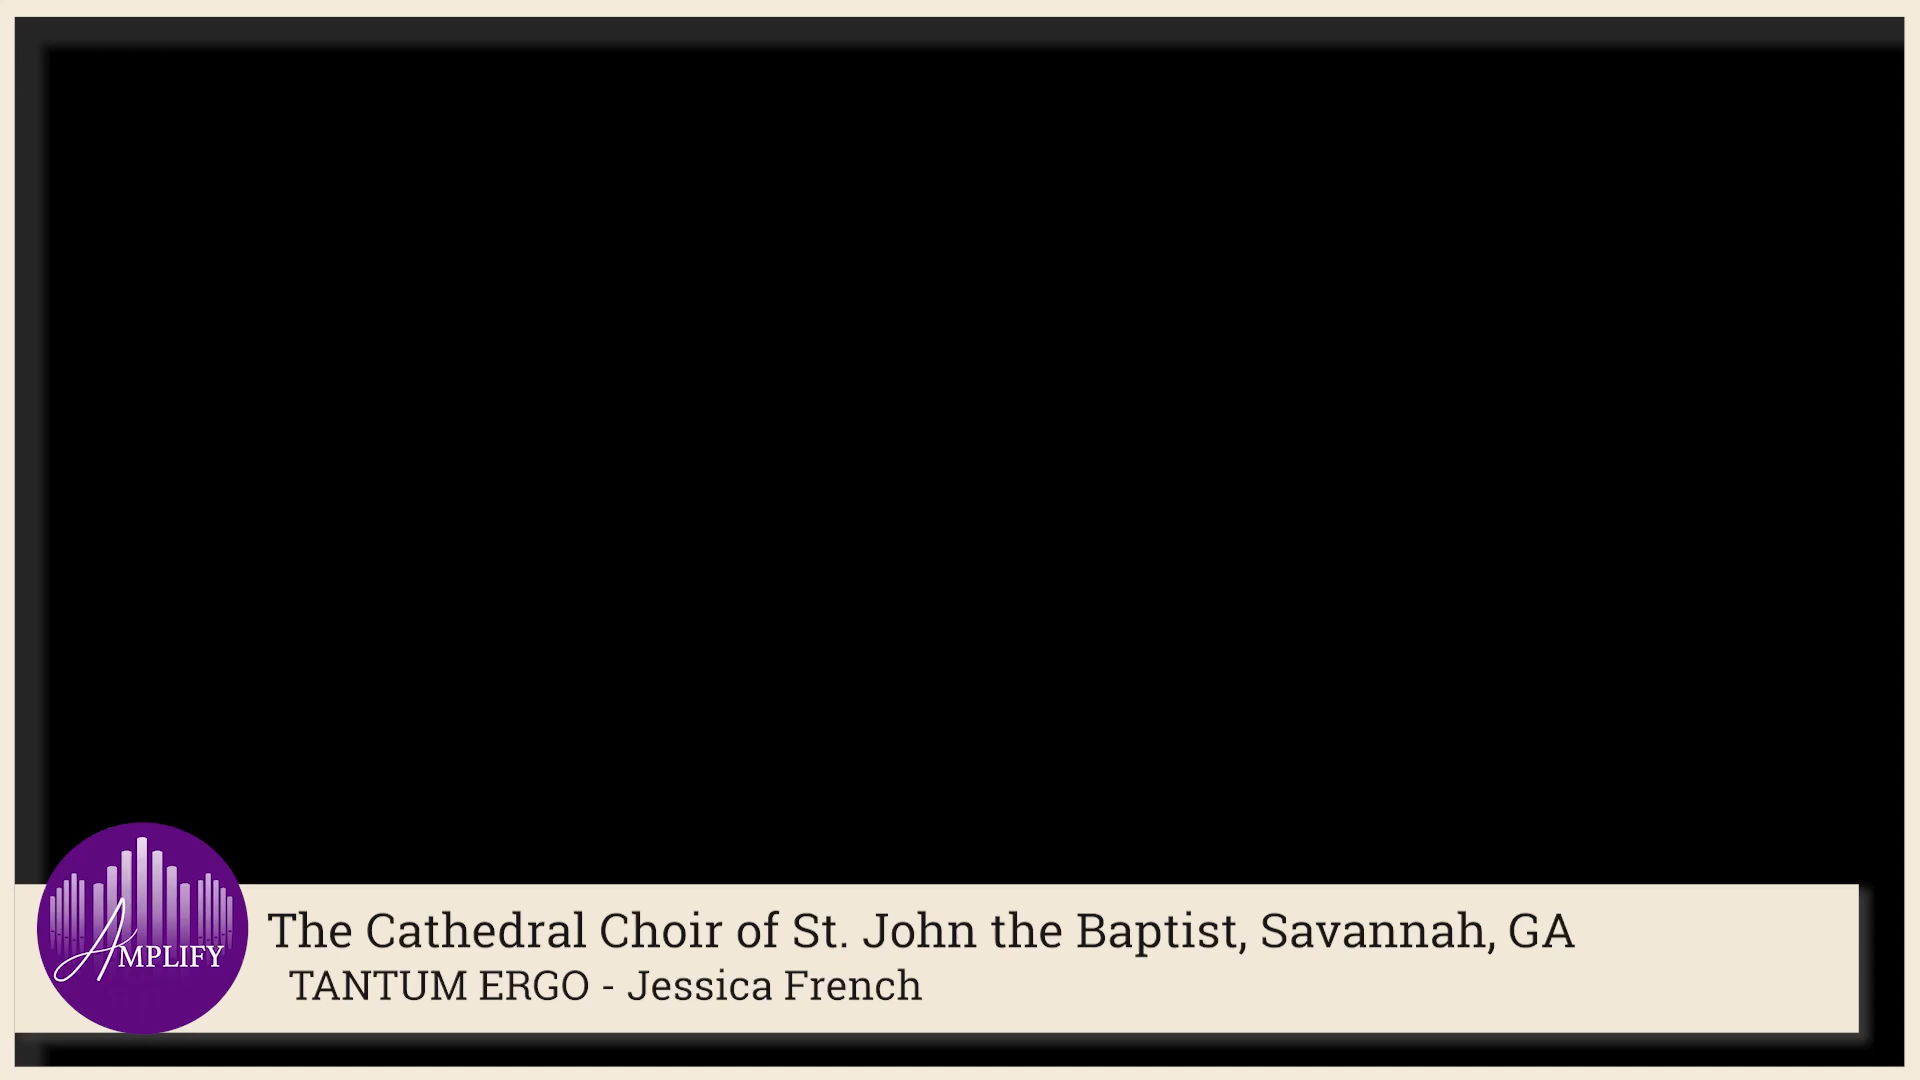 The Cathedral Choir of St. John the Baptist, Savannah, GA
TANTUM ERGO - Jessica French
AMPLIFY